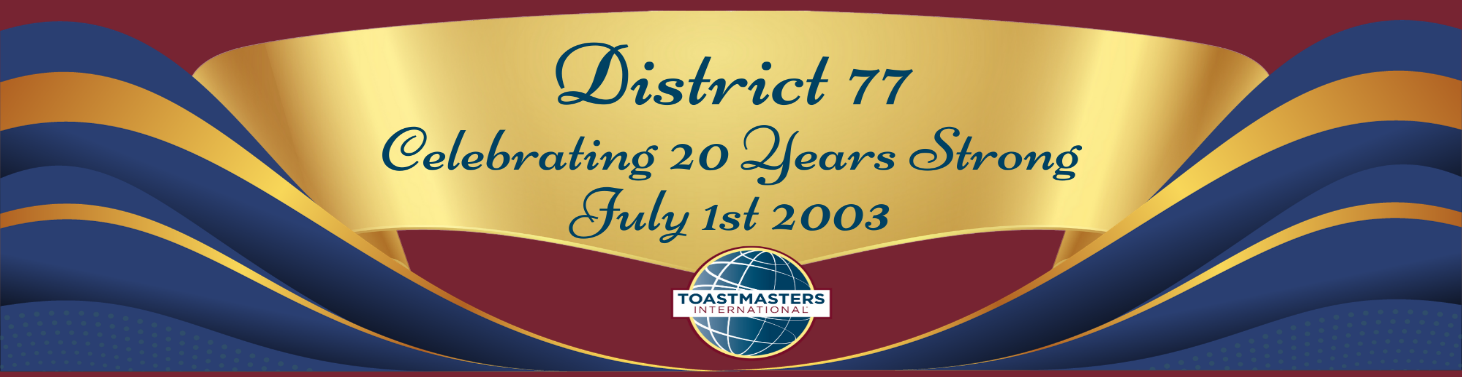 District 77
Celebrating 20 Years Strong
July 1st 2003
TOASTMASTERS
INTERNATIONAL